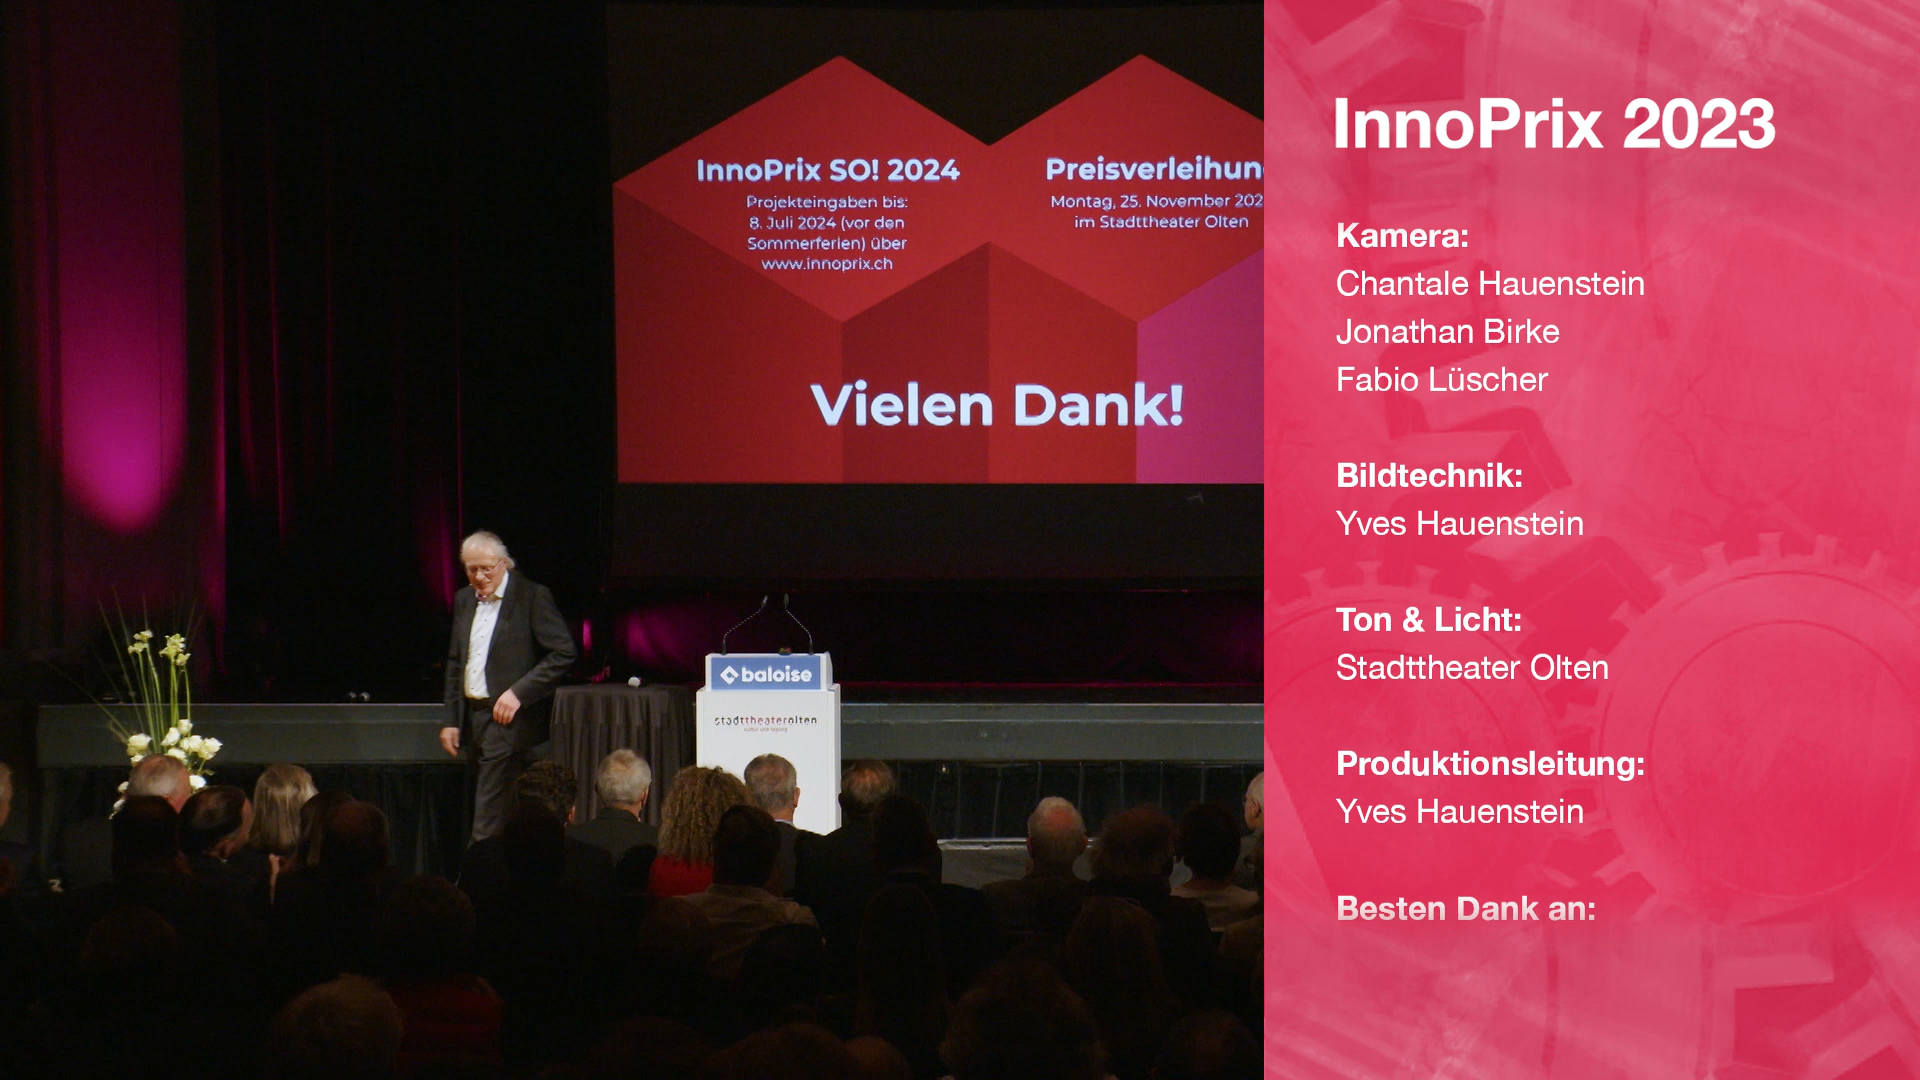 InnoPrix SO! 2024
Projekteingaben bis:
8. Juli 2024 (vor den
Sommerferien) über
www.innoprix.ch
Preisverleihun
Montag, 25. November 202
im Stadttheater Olten
Vielen Dank!
baloise
stadttheaterolten
InnoPrix 2023
Kamera:
Chantale Hauenstein
Jonathan Birke
Fabio Lüscher
Bildtechnik:
Yves Hauenstein
Ton & Licht:
Stadttheater Olten
Produktionsleitung:
Yves Hauenstein
Besten Dank an: